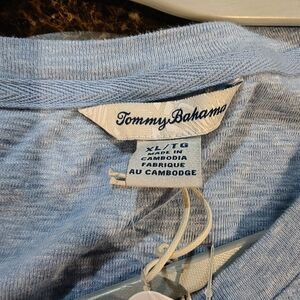 Tommy Bahama
XL/TG
MADE IN
CAMBODIA
FABRIQUE
AU CAMBODGE